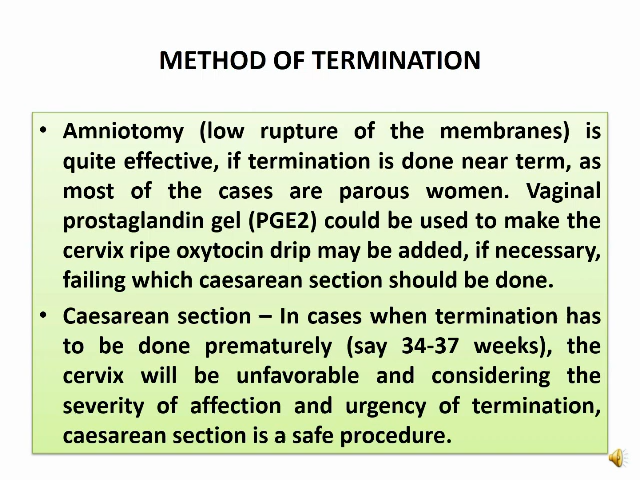 METHOD OF TERMINATION
• Amniotomy (low rupture of the membranes) is
quite effective, if termination is done near term, as
most of the cases are parous women. Vaginal
prostaglandin gel (PGE2) could be used to make the
cervix ripe oxytocin drip may be added, if necessary,
failing which caesarean section should be done.
• Caesarean section – In cases when termination has
to be done prematurely (say 34-37 weeks), the
cervix will be unfavorable and considering the
severity of affection and urgency of termination,
caesarean section is a safe procedure.